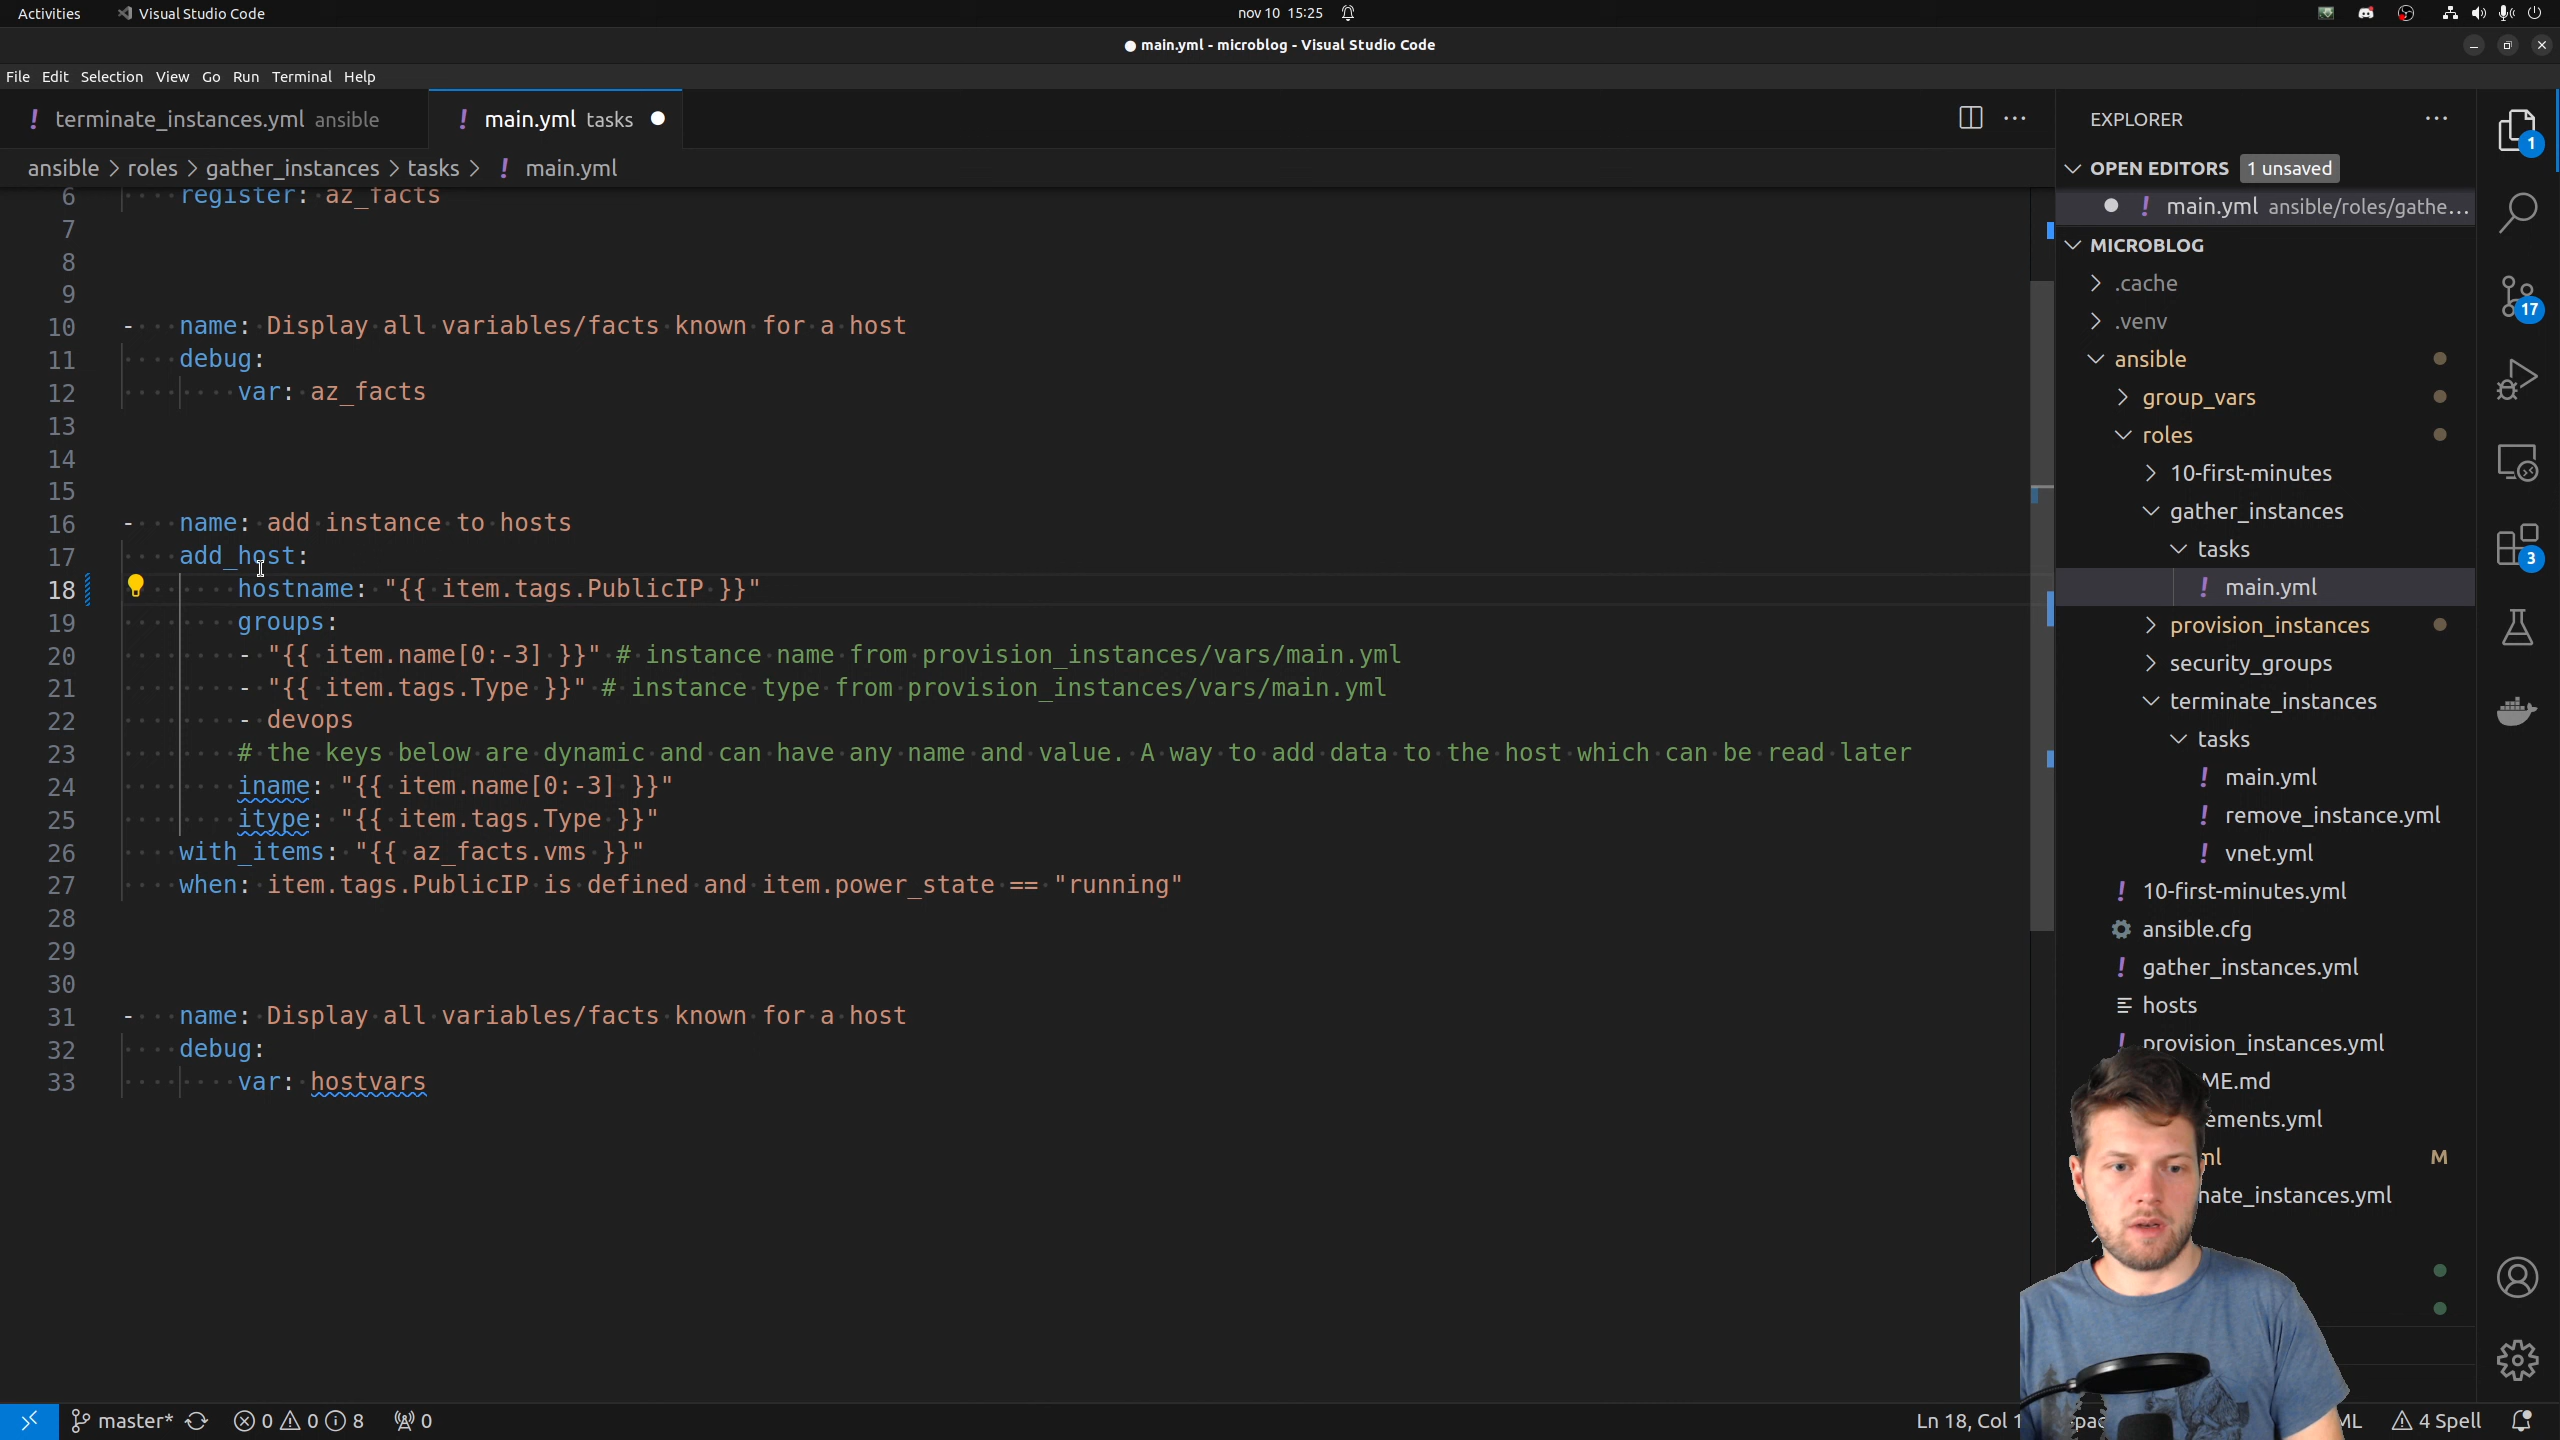 Activities Visual Studio Code nov 10 15:25
● main.yml - microblog - Visual Studio Code
File Edit Selection View Go Run Terminal Help
! terminate_instances.yml ansible ! main.yml tasks ●
ansible > roles > gather_instances > tasks > ! main.yml
6 register: az_facts
7
8
9
10 - name: Display all variables/facts known for a host
11 debug:
12 var: az_facts
13
14
15
16 - name: add instance to hosts
17 add_host:
18 hostname: "{{ item.tags.PublicIP }}"
19 groups:
20 - "{{ item.name[0:-3] }}" # instance name from provision_instances/vars/main.yml
21 - "{{ item.tags.Type }}" # instance type from provision_instances/vars/main.yml
22 - devops
23 # the keys below are dynamic and can have any name and value. A way to add data to the host which can be read later
24 iname: "{{ item.name[0:-3] }}"
25 itype: "{{ item.tags.Type }}"
26 with_items: "{{ az_facts.vms }}"
27 when: item.tags.PublicIP is defined and item.power_state == "running"
28
29
30
31 - name: Display all variables/facts known for a host
32 debug:
33 var: hostvars
EXPLORER
OPEN EDITORS 1 unsaved
● ! main.yml ansible/roles/gathe...
MICROBLOG
.cache
.venv
ansible
group_vars
roles
10-first-minutes
gather_instances
tasks
! main.yml
provision_instances
security_groups
terminate_instances
tasks
! main.yml
! remove_instance.yml
! vnet.yml
! 10-first-minutes.yml
ansible.cfg
! gather_instances.yml
hosts
! provision_instances.yml
ME.md
ements.yml
ml M
nate_instances.yml
1
17
3
master* 0 0 8 0
Ln 18, Col 1
ML 4 Spell